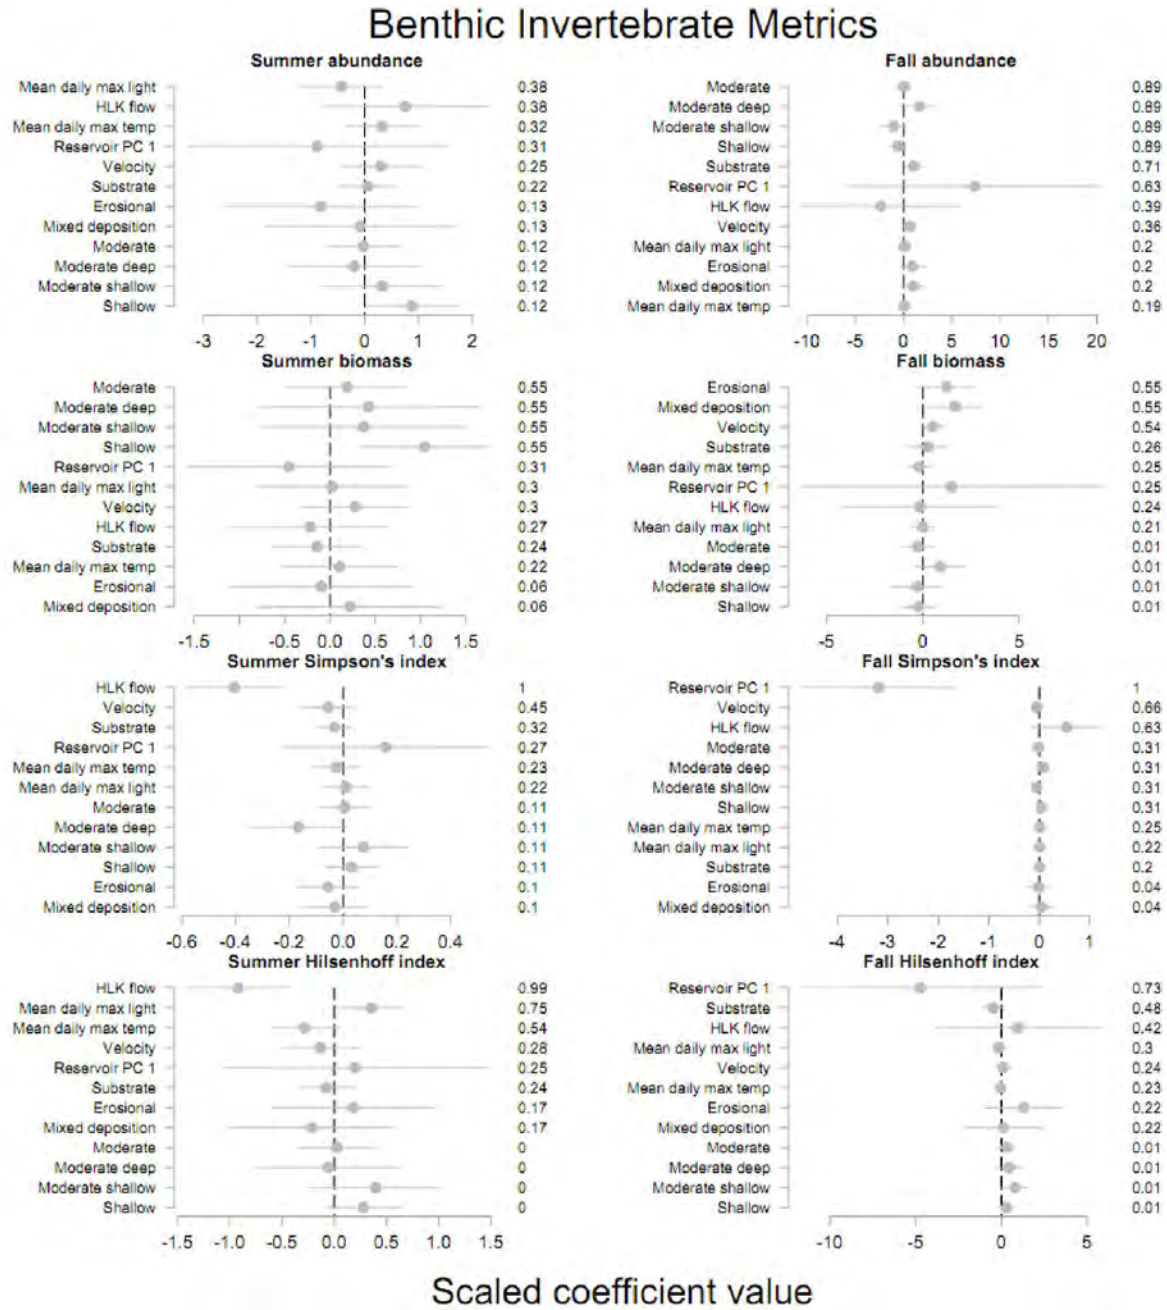 Benthic Invertebrate Metrics
Summer abundance
Mean daily max light 0.38
HLK flow 0.38
Mean daily max temp 0.32
Reservoir PC 1 0.31
Velocity 0.25
Substrate 0.22
Erosional 0.13
Mixed deposition 0.13
Moderate 0.12
Moderate deep 0.12
Moderate shallow 0.12
Shallow 0.12
-3 -2 -1 0 1 2
Fall abundance
Moderate 0.89
Moderate deep 0.89
Moderate shallow 0.89
Shallow 0.89
Substrate 0.71
Reservoir PC 1 0.63
HLK flow 0.39
Velocity 0.36
Mean daily max light 0.2
Erosional 0.2
Mixed deposition 0.2
Mean daily max temp 0.19
-10 -5 0 5 10 15 20
Summer biomass
Moderate 0.55
Moderate deep 0.55
Moderate shallow 0.55
Shallow 0.55
Reservoir PC 1 0.31
Mean daily max light 0.3
Velocity 0.3
HLK flow 0.27
Substrate 0.24
Mean daily max temp 0.22
Erosional 0.06
Mixed deposition 0.06
-1.5 -0.5 0.0 0.5 1.0 1.5
Fall biomass
Erosional 0.55
Mixed deposition 0.55
Velocity 0.54
Substrate 0.26
Mean daily max temp 0.25
Reservoir PC 1 0.25
HLK flow 0.24
Mean daily max light 0.21
Moderate 0.01
Moderate deep 0.01
Moderate shallow 0.01
Shallow 0.01
-5 0 5
Summer Simpson's index
HLK flow 1
Velocity 0.45
Substrate 0.32
Reservoir PC 1 0.27
Mean daily max temp 0.23
Mean daily max light 0.22
Moderate 0.11
Moderate deep 0.11
Moderate shallow 0.11
Shallow 0.11
Erosional 0.1
Mixed deposition 0.1
-0.6 -0.4 -0.2 0.0 0.2 0.4
Fall Simpson's index
Reservoir PC 1 1
Velocity 0.66
HLK flow 0.63
Moderate 0.31
Moderate deep 0.31
Moderate shallow 0.31
Shallow 0.31
Mean daily max temp 0.25
Mean daily max light 0.22
Substrate 0.2
Erosional 0.04
Mixed deposition 0.04
-4 -3 -2 -1 0 1
Summer Hilsenhoff index
HLK flow 0.99
Mean daily max light 0.75
Mean daily max temp 0.54
Velocity 0.28
Reservoir PC 1 0.25
Substrate 0.24
Erosional 0.17
Mixed deposition 0.17
Moderate 0
Moderate deep 0
Moderate shallow 0
Shallow 0
-1.5 -1.0 -0.5 0.0 0.5 1.0 1.5
Fall Hilsenhoff index
Reservoir PC 1 0.73
Substrate 0.48
HLK flow 0.42
Mean daily max light 0.3
Velocity 0.24
Mean daily max temp 0.23
Erosional 0.22
Mixed deposition 0.22
Moderate 0.01
Moderate deep 0.01
Moderate shallow 0.01
Shallow 0.01
-10 -5 0 5
Scaled coefficient value